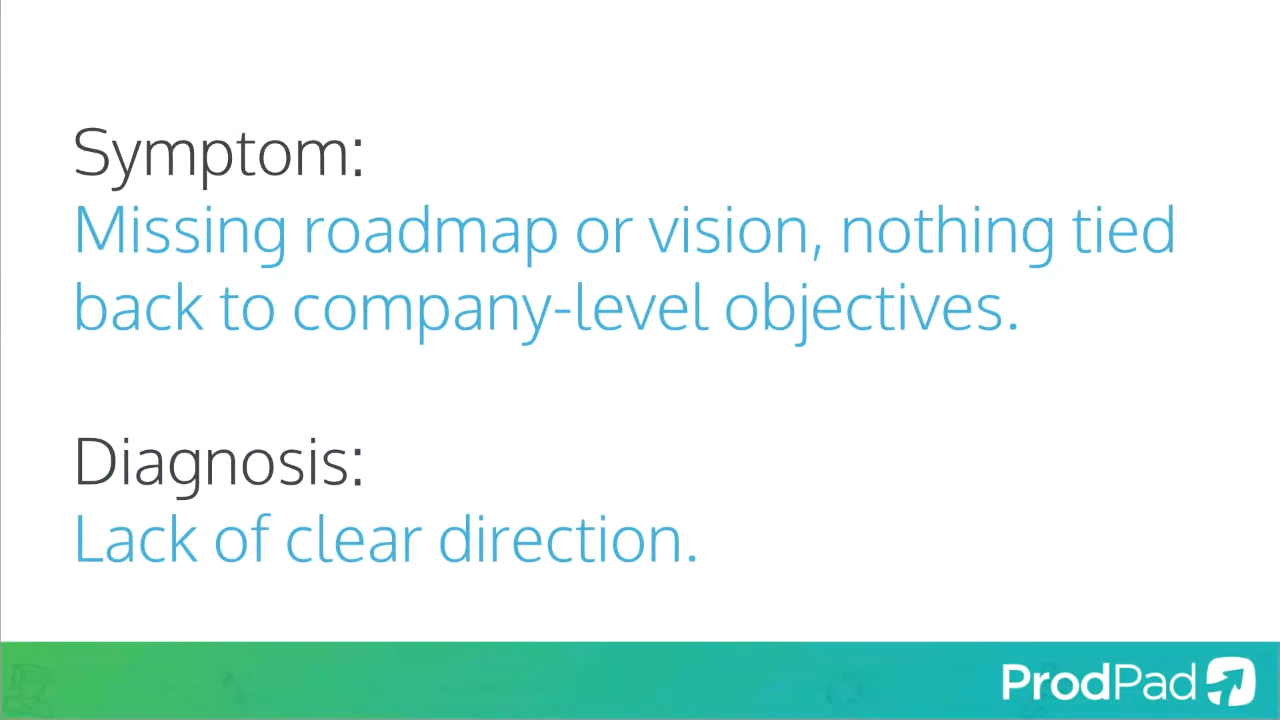 Symptom:
Missing roadmap or vision, nothing tied
back to company-level objectives.
Diagnosis:
Lack of clear direction.
ProdPad